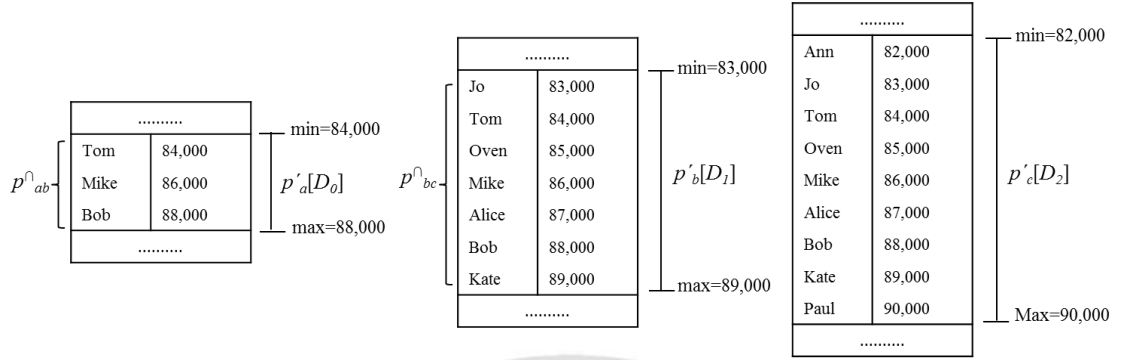 ..........
Tom 84,000
Mike 86,000
Bob 88,000
..........
p∩ab
min=84,000
p´a[D0]
max=88,000
..........
Jo 83,000
Tom 84,000
Oven 85,000
Mike 86,000
Alice 87,000
Bob 88,000
Kate 89,000
..........
p∩bc
min=83,000
p´b[D1]
max=89,000
..........
Ann 82,000
Jo 83,000
Tom 84,000
Oven 85,000
Mike 86,000
Alice 87,000
Bob 88,000
Kate 89,000
Paul 90,000
..........
min=82,000
p´c[D2]
Max=90,000